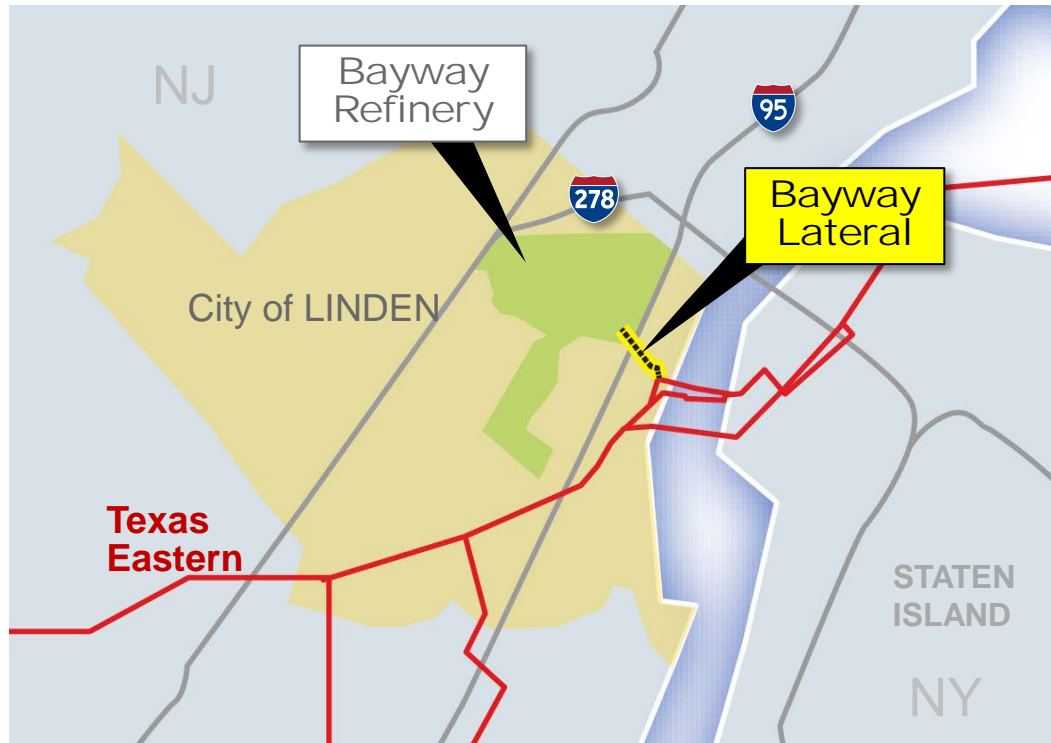 NJ
Bayway
Refinery
95
278
Bayway
Lateral
City of LINDEN
Texas
Eastern
STATEN
ISLAND
NY